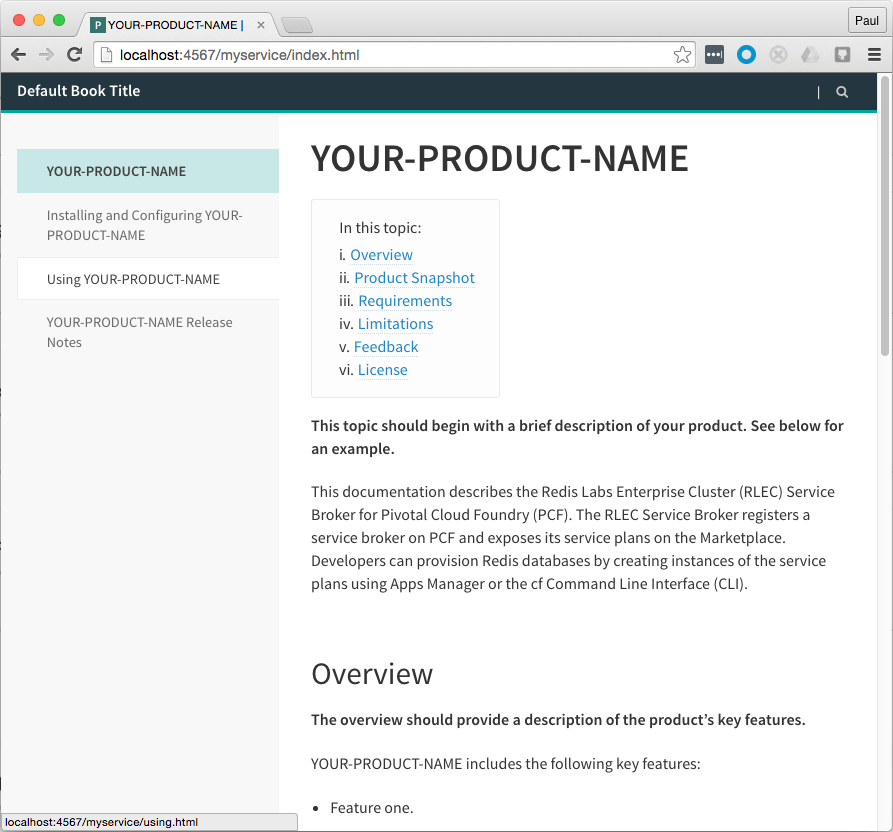 P YOUR-PRODUCT-NAME | ×
Paul
localhost:4567/myservice/index.html
Default Book Title
|
YOUR-PRODUCT-NAME
Installing and Configuring YOUR-
PRODUCT-NAME
Using YOUR-PRODUCT-NAME
YOUR-PRODUCT-NAME Release
Notes
YOUR-PRODUCT-NAME
In this topic:
i. Overview
ii. Product Snapshot
iii. Requirements
iv. Limitations
v. Feedback
vi. License
This topic should begin with a brief description of your product. See below for
an example.
This documentation describes the Redis Labs Enterprise Cluster (RLEC) Service
Broker for Pivotal Cloud Foundry (PCF). The RLEC Service Broker registers a
service broker on PCF and exposes its service plans on the Marketplace.
Developers can provision Redis databases by creating instances of the service
plans using Apps Manager or the cf Command Line Interface (CLI).
Overview
The overview should provide a description of the product’s key features.
YOUR-PRODUCT-NAME includes the following key features:
• Feature one.
localhost:4567/myservice/using.html